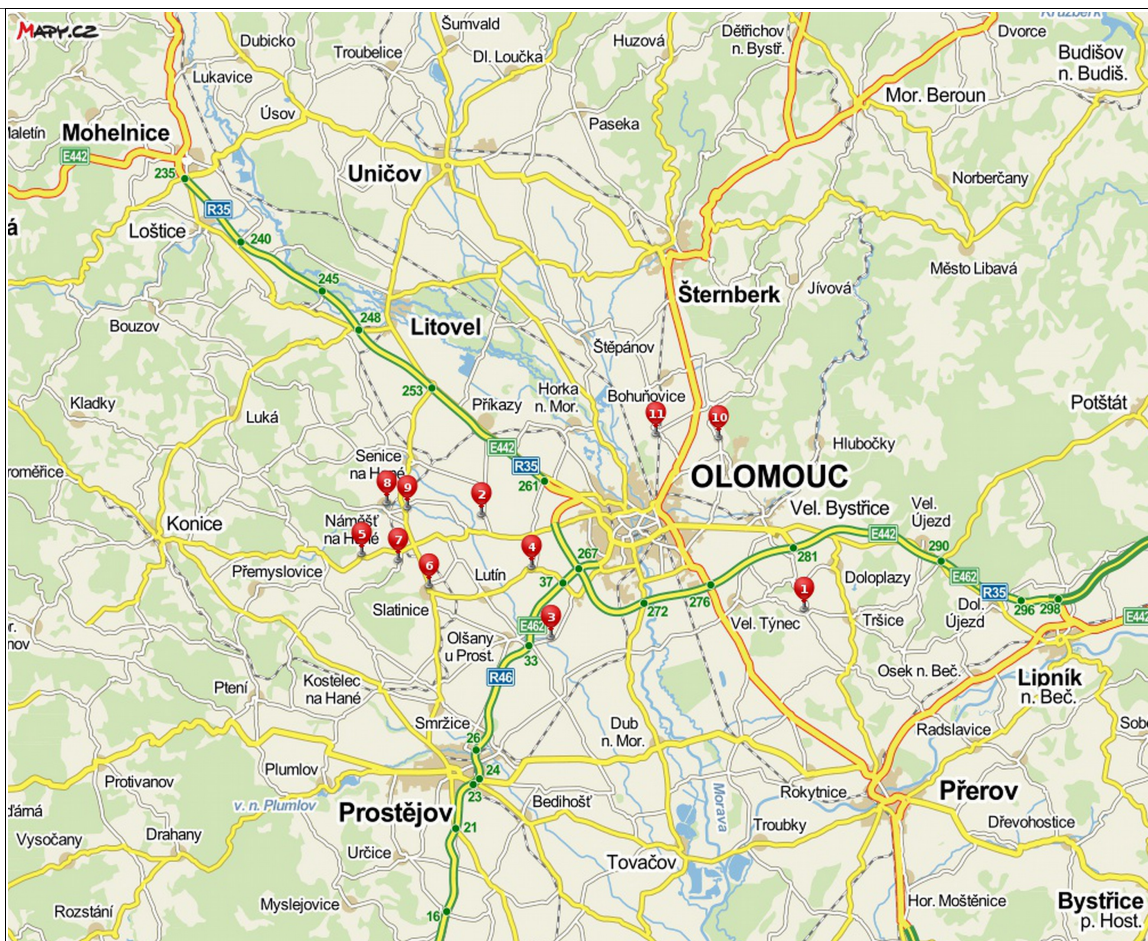 MAPY.CZ
Šumvald
Dubicko
Troubelice
Dl. Loučka
Huzová
Dětřichov
n. Bystř.
Dvorce
Budišov
n. Budiš.
Lukavice
Mor. Beroun
Úsov
Paseka
Mohelnice
E442
235
Uničov
Norberčany
R35
Loštice
240
á
Město Libavá
245
Šternberk
Jívová
Bouzov
248
Litovel
Štěpánov
253
Horka
n. Mor.
Bohuňovice
Kladky
Luká
Příkazy
11
10
Potštát
E442
Hlubočky
Senice
na Hané
R35
261
OLOMOUC
8
9
2
Vel. Bystřice
Vel.
Újezd
Konice
Náměšť
na Hané
5
7
4
E442
281
290
267
Přemyslovice
6
Lutín
37
Doloplazy
E462
R35
276
1
272
296
298
Slatinice
3
E462
Vel. Týnec
Tršice
Dol.
Újezd
E442
Olšany
u Prost.
33
Osek n. Beč.
Lipník
n. Beč.
R46
Ptení
Kostelec
na Hané
Smržice
Dub
n. Mor.
Radslavice
26
Plumlov
24
Protivanov
23
Rokytnice
Přerov
v. n. Plumlov
Bedihošť
Morava
Prostějov
21
Troubky
Dřevohostice
Vysočany
Drahany
Určice
Tovačov
Myslejovice
16
Hor. Moštěnice
Bystřice
p. Host.
Rozstání